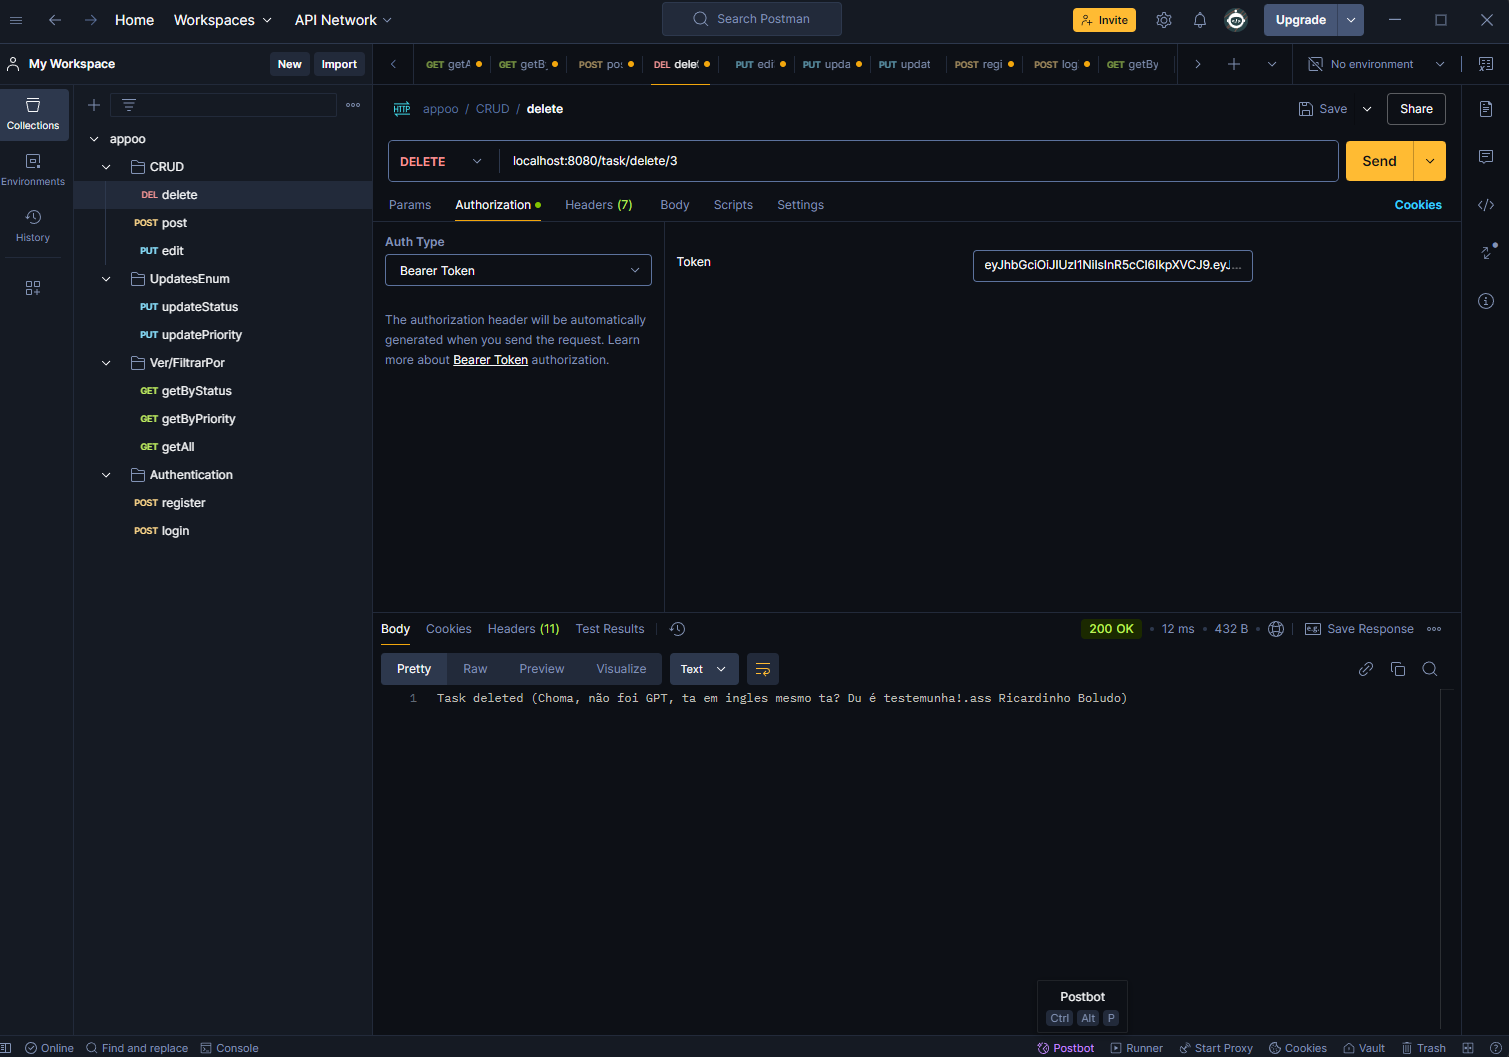 Home Workspaces API Network Search Postman Invite Upgrade
My Workspace New Import
GET getA GET getB POST po: DEL delet PUT edi PUT upda PUT updat POST regi POST log GET getBy No environment
Collections
Environments
History
appoo
CRUD
DEL delete
POST post
PUT edit
UpdatesEnum
PUT updateStatus
PUT updatePriority
Ver/FiltrarPor
GET getByStatus
GET getByPriority
GET getAll
Authentication
POST register
POST login
HTTP appoo / CRUD / delete Save Share
DELETE localhost:8080/task/delete/3 Send
Params Authorization Headers (7) Body Scripts Settings Cookies
Auth Type
Bearer Token
The authorization header will be automatically
generated when you send the request. Learn
more about Bearer Token authorization.
Token eyJhbGciOiJIUzI1NiIsInR5cCI6IkpXVCJ9.eyJ...
Body Cookies Headers (11) Test Results 200 OK • 12 ms • 432 B • e.g. Save Response
Pretty Raw Preview Visualize Text
1 Task deleted (Choma, não foi GPT, ta em ingles mesmo ta? Du é testemunha!.ass Ricardinho Boludo)
Postbot
Ctrl Alt P
Online Find and replace Console Postbot Runner Start Proxy Cookies Vault Trash